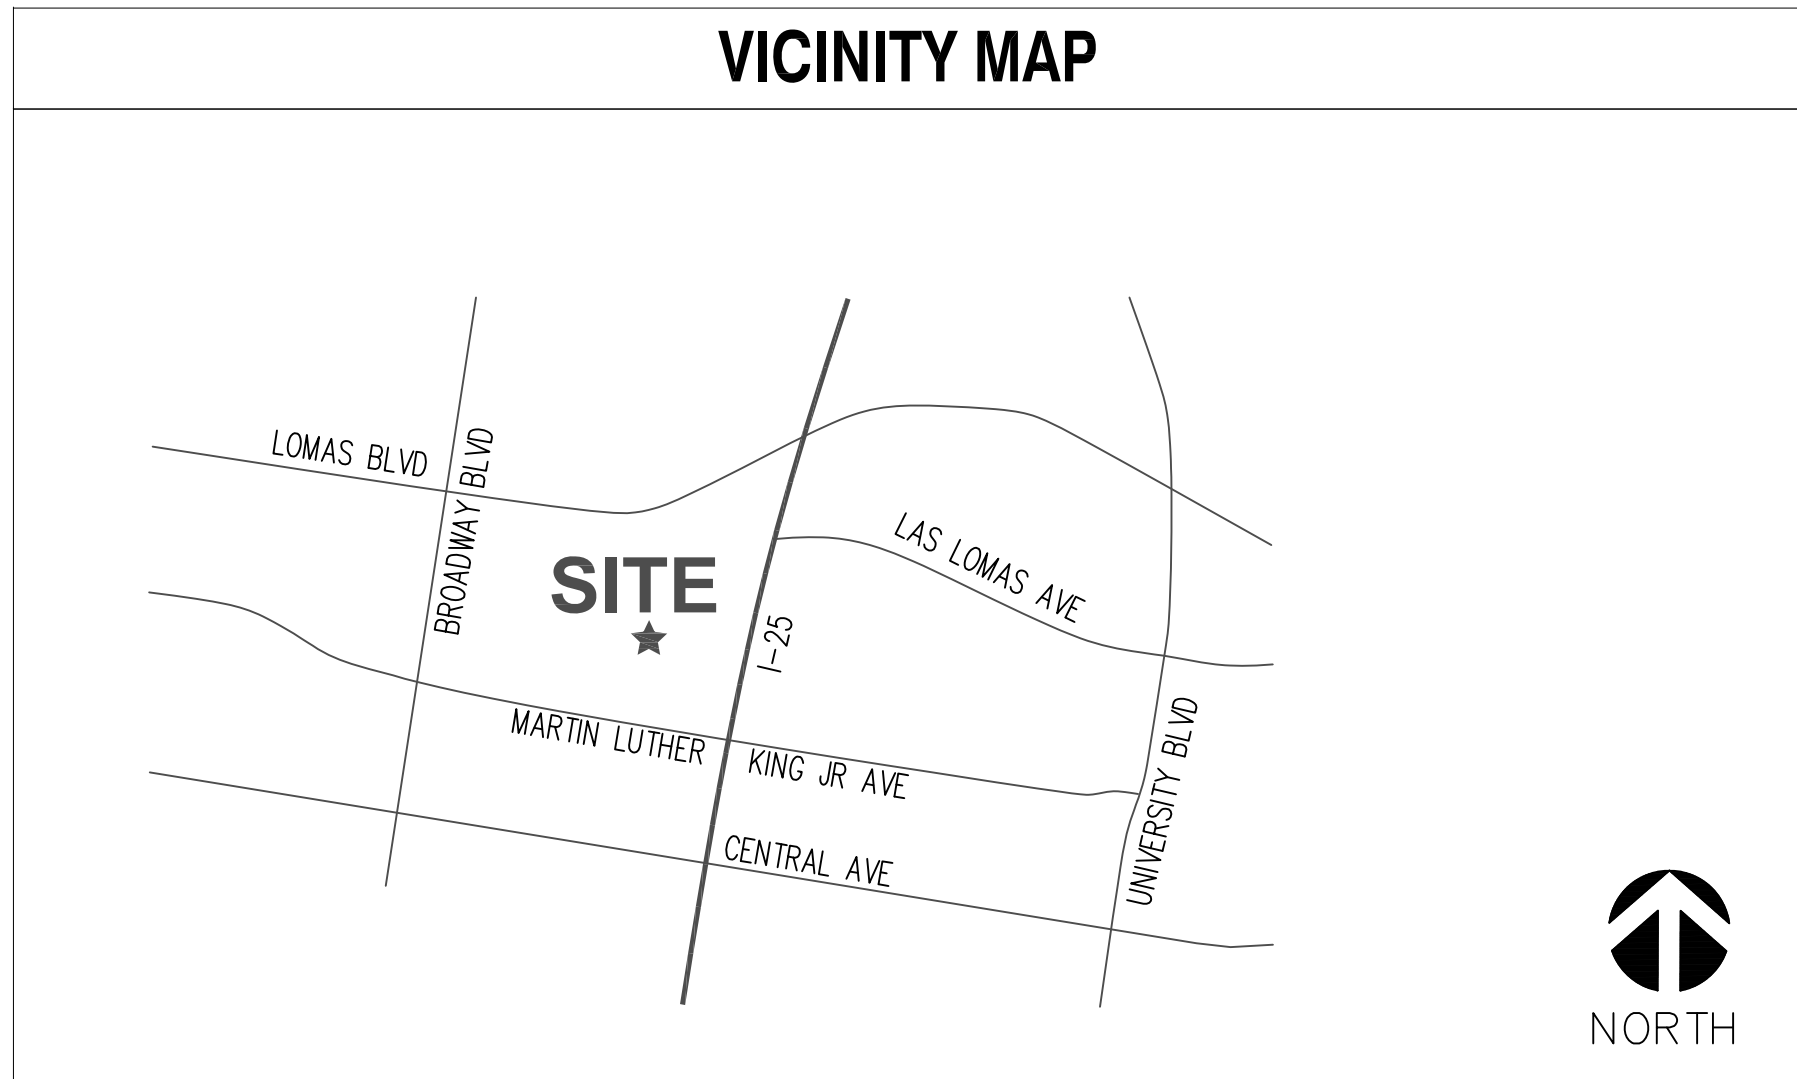 VICINITY MAP
LOMAS BLVD
BROADWAY BLVD
LAS LOMAS AVE
SITE
I-25
MARTIN LUTHER
KING JR AVE
UNIVERSITY BLVD
CENTRAL AVE
NORTH